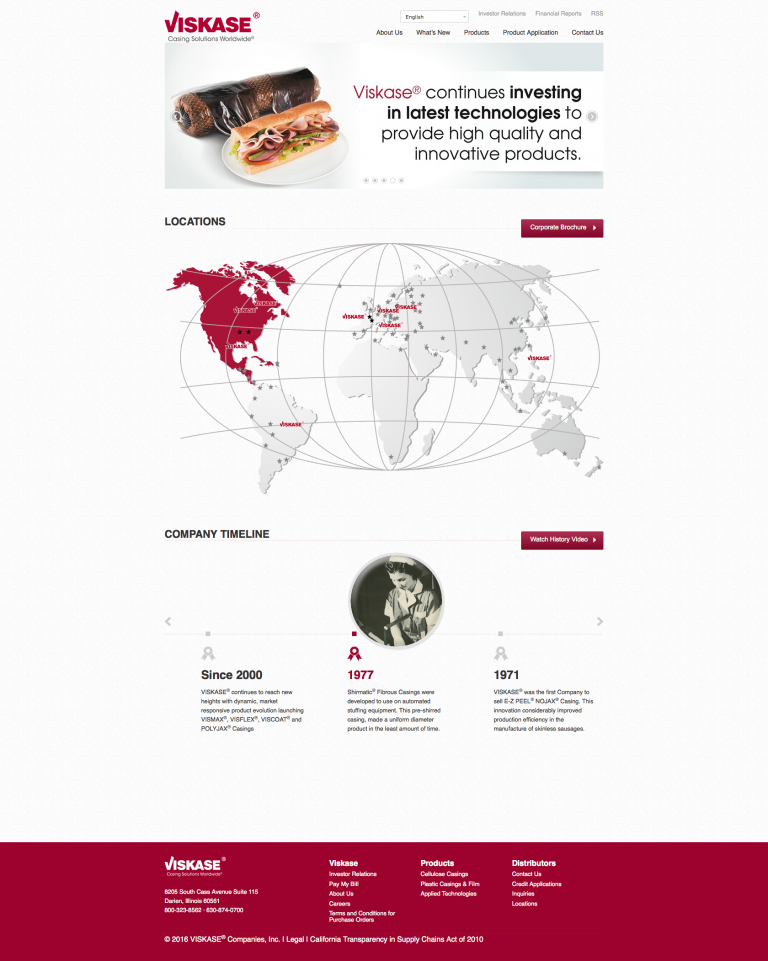 VISKASE®
Casing Solutions Worldwide®
English
Investor Relations Financial Reports RSS
About Us What's New Products Product Application Contact Us
Viskase® continues investing
in latest technologies to
provide high quality and
innovative products.
LOCATIONS
Corporate Brochure
VISKASE
VISKASE
VISKASE
VISKASE
VISKASE
VISKASE
VISKASE
VISKASE
VISKASE
COMPANY TIMELINE
Watch History Video
Since 2000
VISKASE® continues to reach new
heights with dynamic, market
responsive product evolution launching
VISMAX®, VISFLEX®, VISCOAT® and
POLYJAX® Casings
1977
Shirmatic® Fibrous Casings were
developed to use on automated
stuffing equipment. This pre-shirred
casing, made a uniform diameter
product in the least amount of time.
1971
VISKASE® was the first Company to
sell E-Z PEEL® NOJAX® Casing. This
innovation considerably improved
production efficiency in the
manufacture of skinless sausages.
VISKASE®
Casing Solutions Worldwide®
8205 South Cass Avenue Suite 115
Darien, Illinois 60561
800-323-8562 · 630-874-0700
Viskase
Investor Relations
Pay My Bill
About Us
Careers
Terms and Conditions for
Purchase Orders
Products
Cellulose Casings
Plastic Casings & Film
Applied Technologies
Distributors
Contact Us
Credit Applications
Inquiries
Locations
© 2016 VISKASE® Companies, Inc. | Legal | California Transparency in Supply Chains Act of 2010